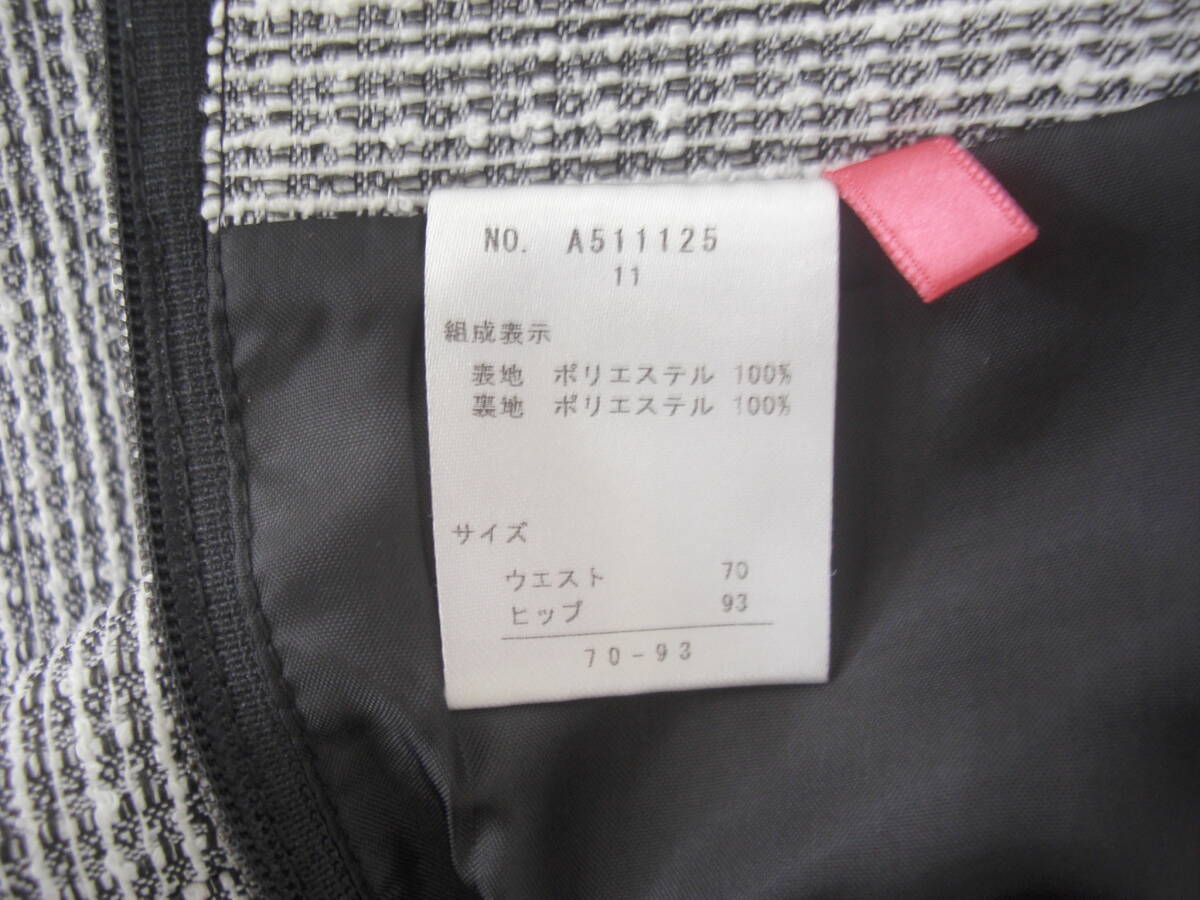 NO. A511125
11
組成表示
表地 ポリエステル 100%
裏地 ポリエステル 100%
サイズ
ウエスト 70
ヒップ 93
70-93